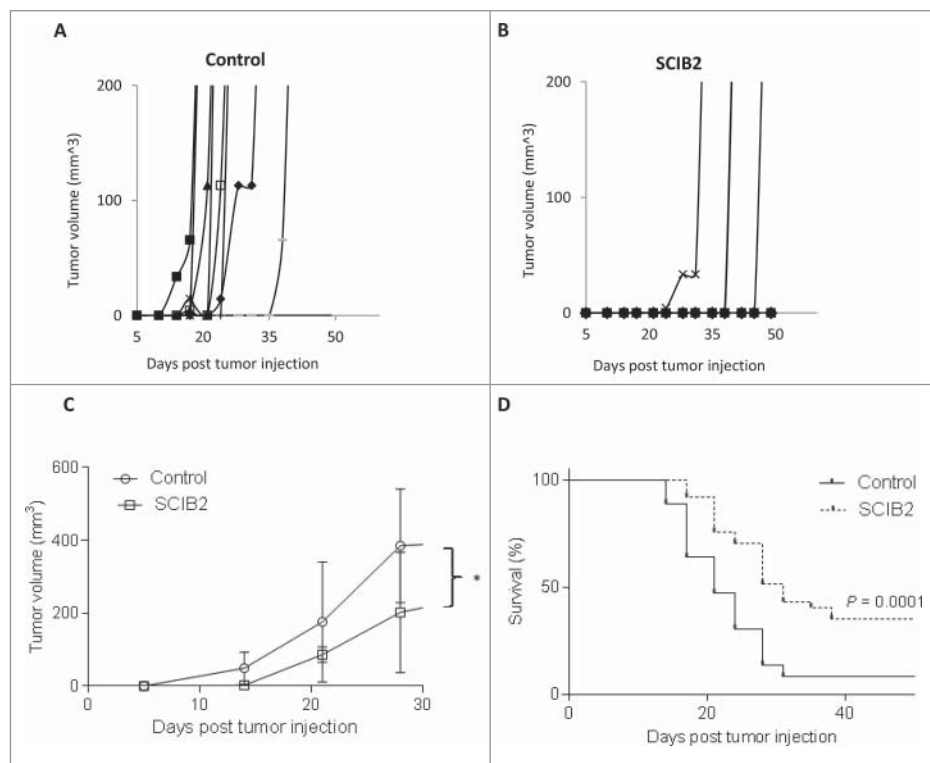 A
Control
Tumor volume (mm^3)
200
100
0
5
20
35
50
Days post tumor injection
B
SCIB2
Tumor volume (mm^3)
200
100
0
5
20
35
50
Days post tumor injection
C
Control
SCIB2
Tumor volume (mm³)
600
400
200
0
*
0
10
20
30
Days post tumor injection
D
Control
SCIB2
Survival (%)
100
50
0
P = 0.0001
0
20
40
Days post tumor injection